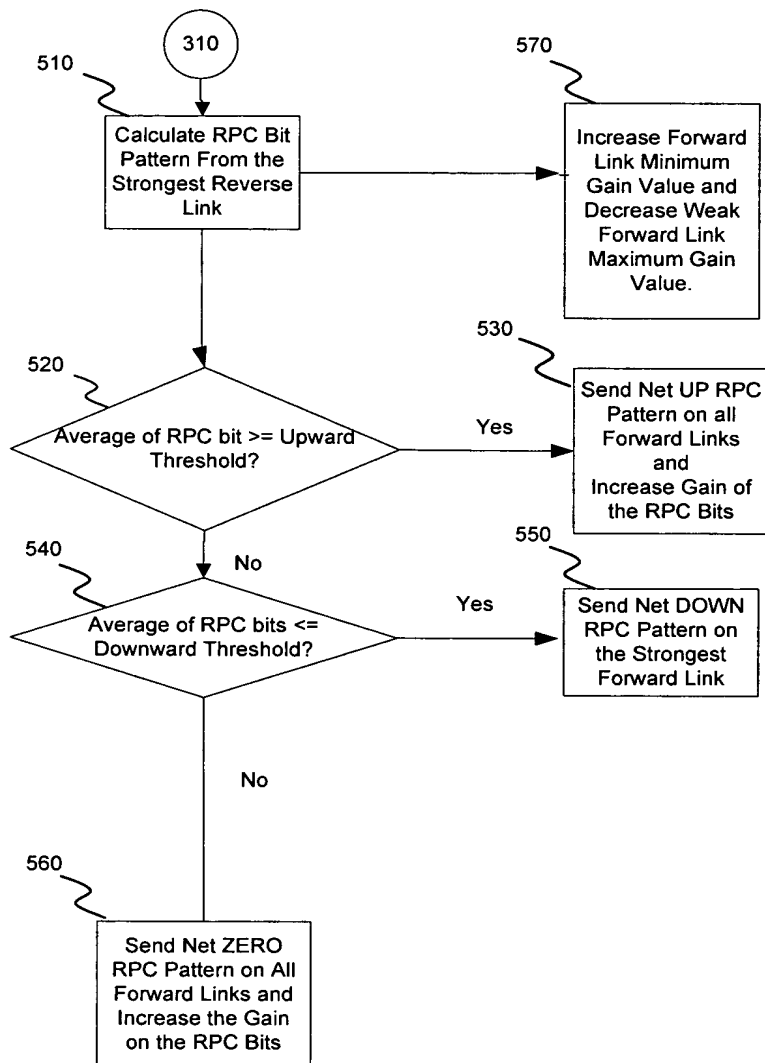 310
510
Calculate RPC Bit
Pattern From the
Strongest Reverse
Link
570
Increase Forward
Link Minimum
Gain Value and
Decrease Weak
Forward Link
Maximum Gain
Value.
520
Average of RPC bit >= Upward
Threshold?
Yes
530
Send Net UP RPC
Pattern on all
Forward Links
and
Increase Gain of
the RPC Bits
No
540
Average of RPC bits <=
Downward Threshold?
Yes
550
Send Net DOWN
RPC Pattern on
the Strongest
Forward Link
No
560
Send Net ZERO
RPC Pattern on All
Forward Links and
Increase the Gain
on the RPC Bits